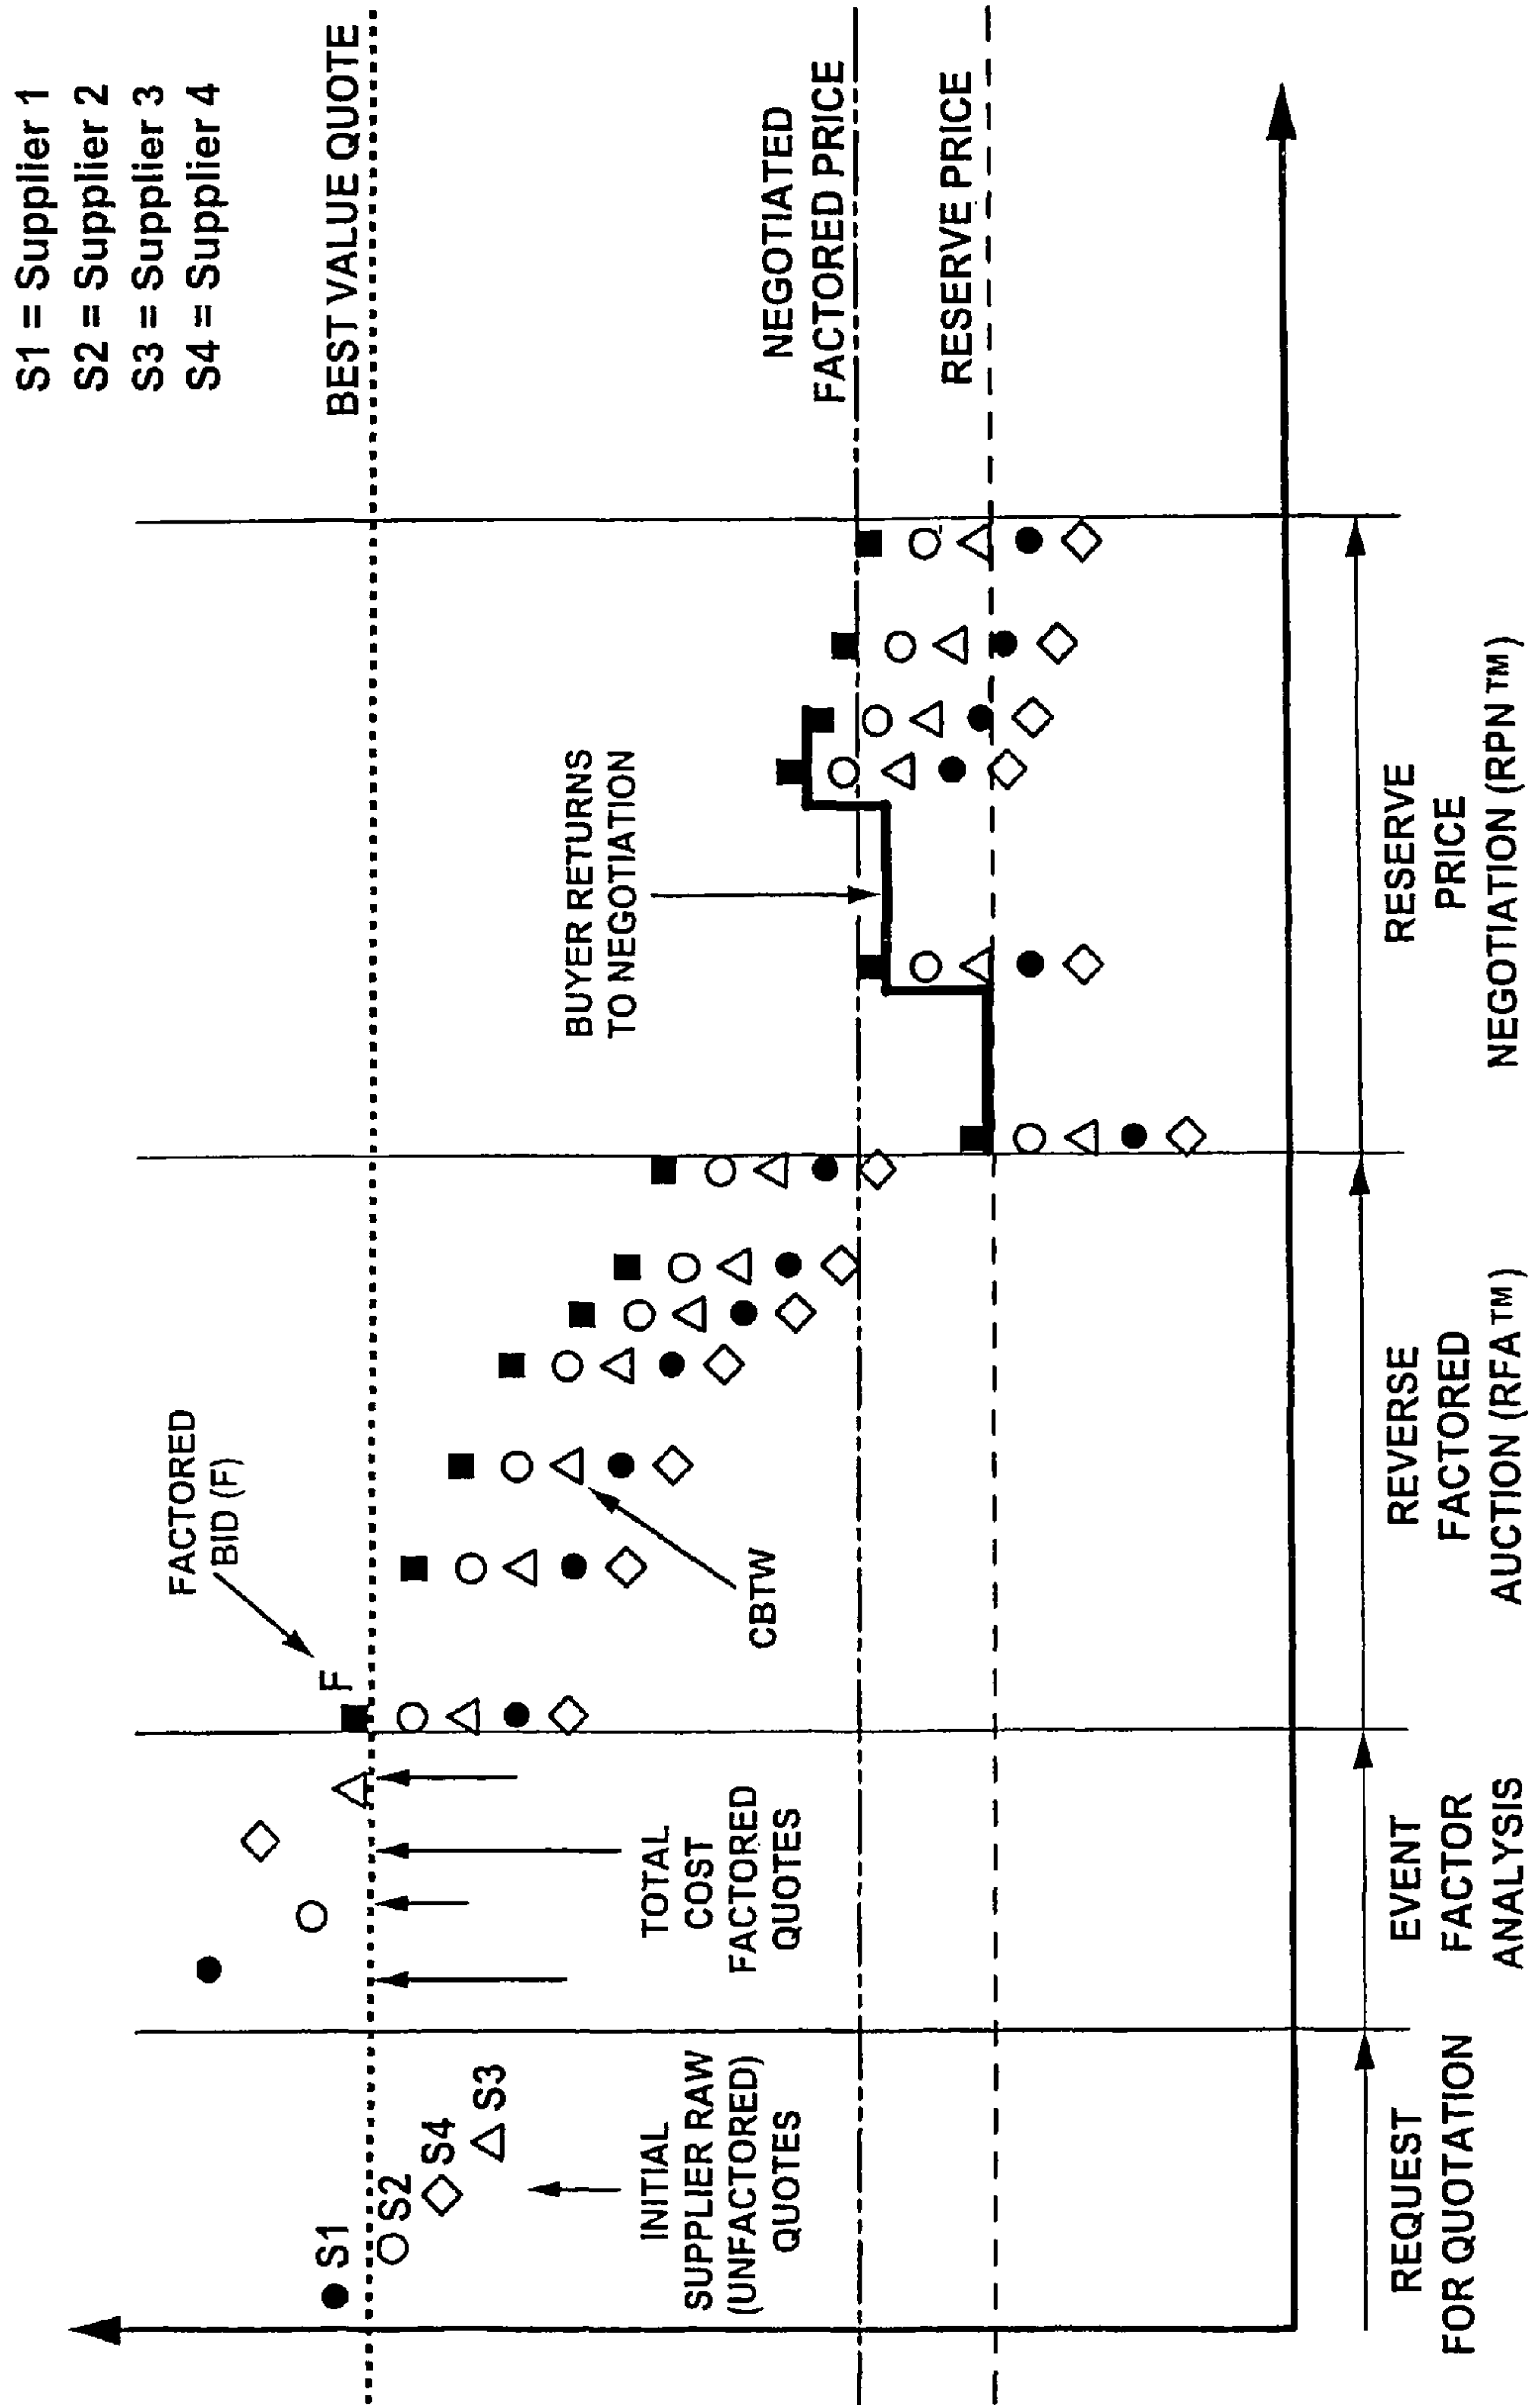 S1 = Supplier 1
S2 = Supplier 2
S3 = Supplier 3
S4 = Supplier 4
BEST VALUE QUOTE
NEGOTIATED
FACTORED PRICE
RESERVE PRICE
S1
S2
S4
S3
INITIAL
SUPPLIER RAW
(UNFACTORED)
QUOTES
TOTAL
COST
FACTORED
QUOTES
FACTORED
BID (F)
F
CBTW
BUYER RETURNS
TO NEGOTIATION
REQUEST
FOR QUOTATION
EVENT
FACTOR
ANALYSIS
REVERSE
FACTORED
AUCTION (RFA™)
RESERVE
PRICE
NEGOTIATION (RPN™)